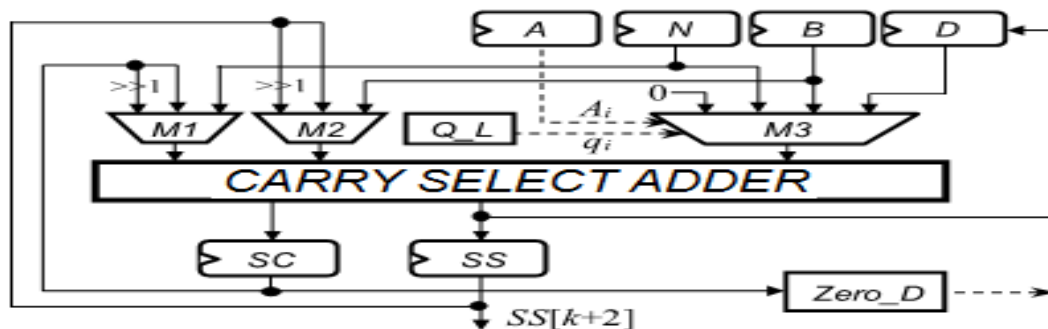 A N B D
>>1 >>1 0
M1 M2 Q_L Ai qi M3
CARRY SELECT ADDER
SC SS
Zero_D
SS[k+2]